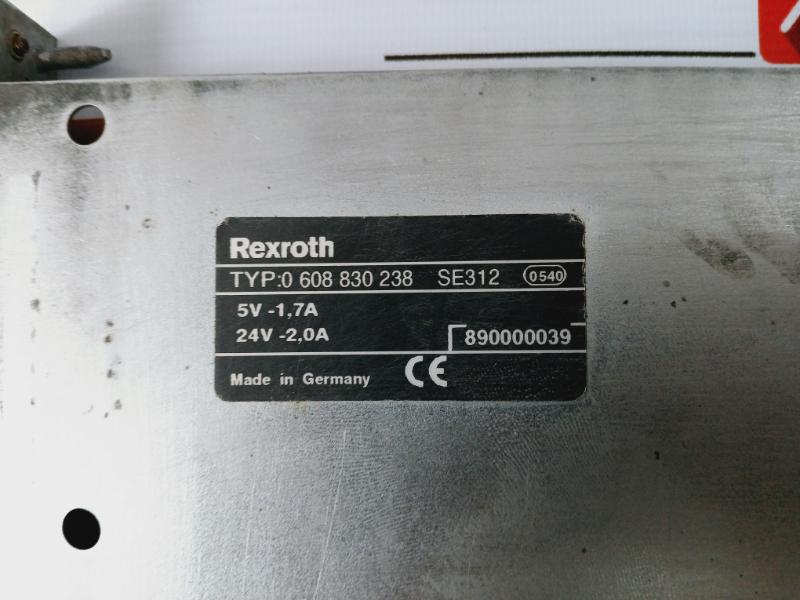 Rexroth
TYP:0 608 830 238 SE312 0540
5V -1,7A
24V -2,0A 890000039
Made in Germany CE